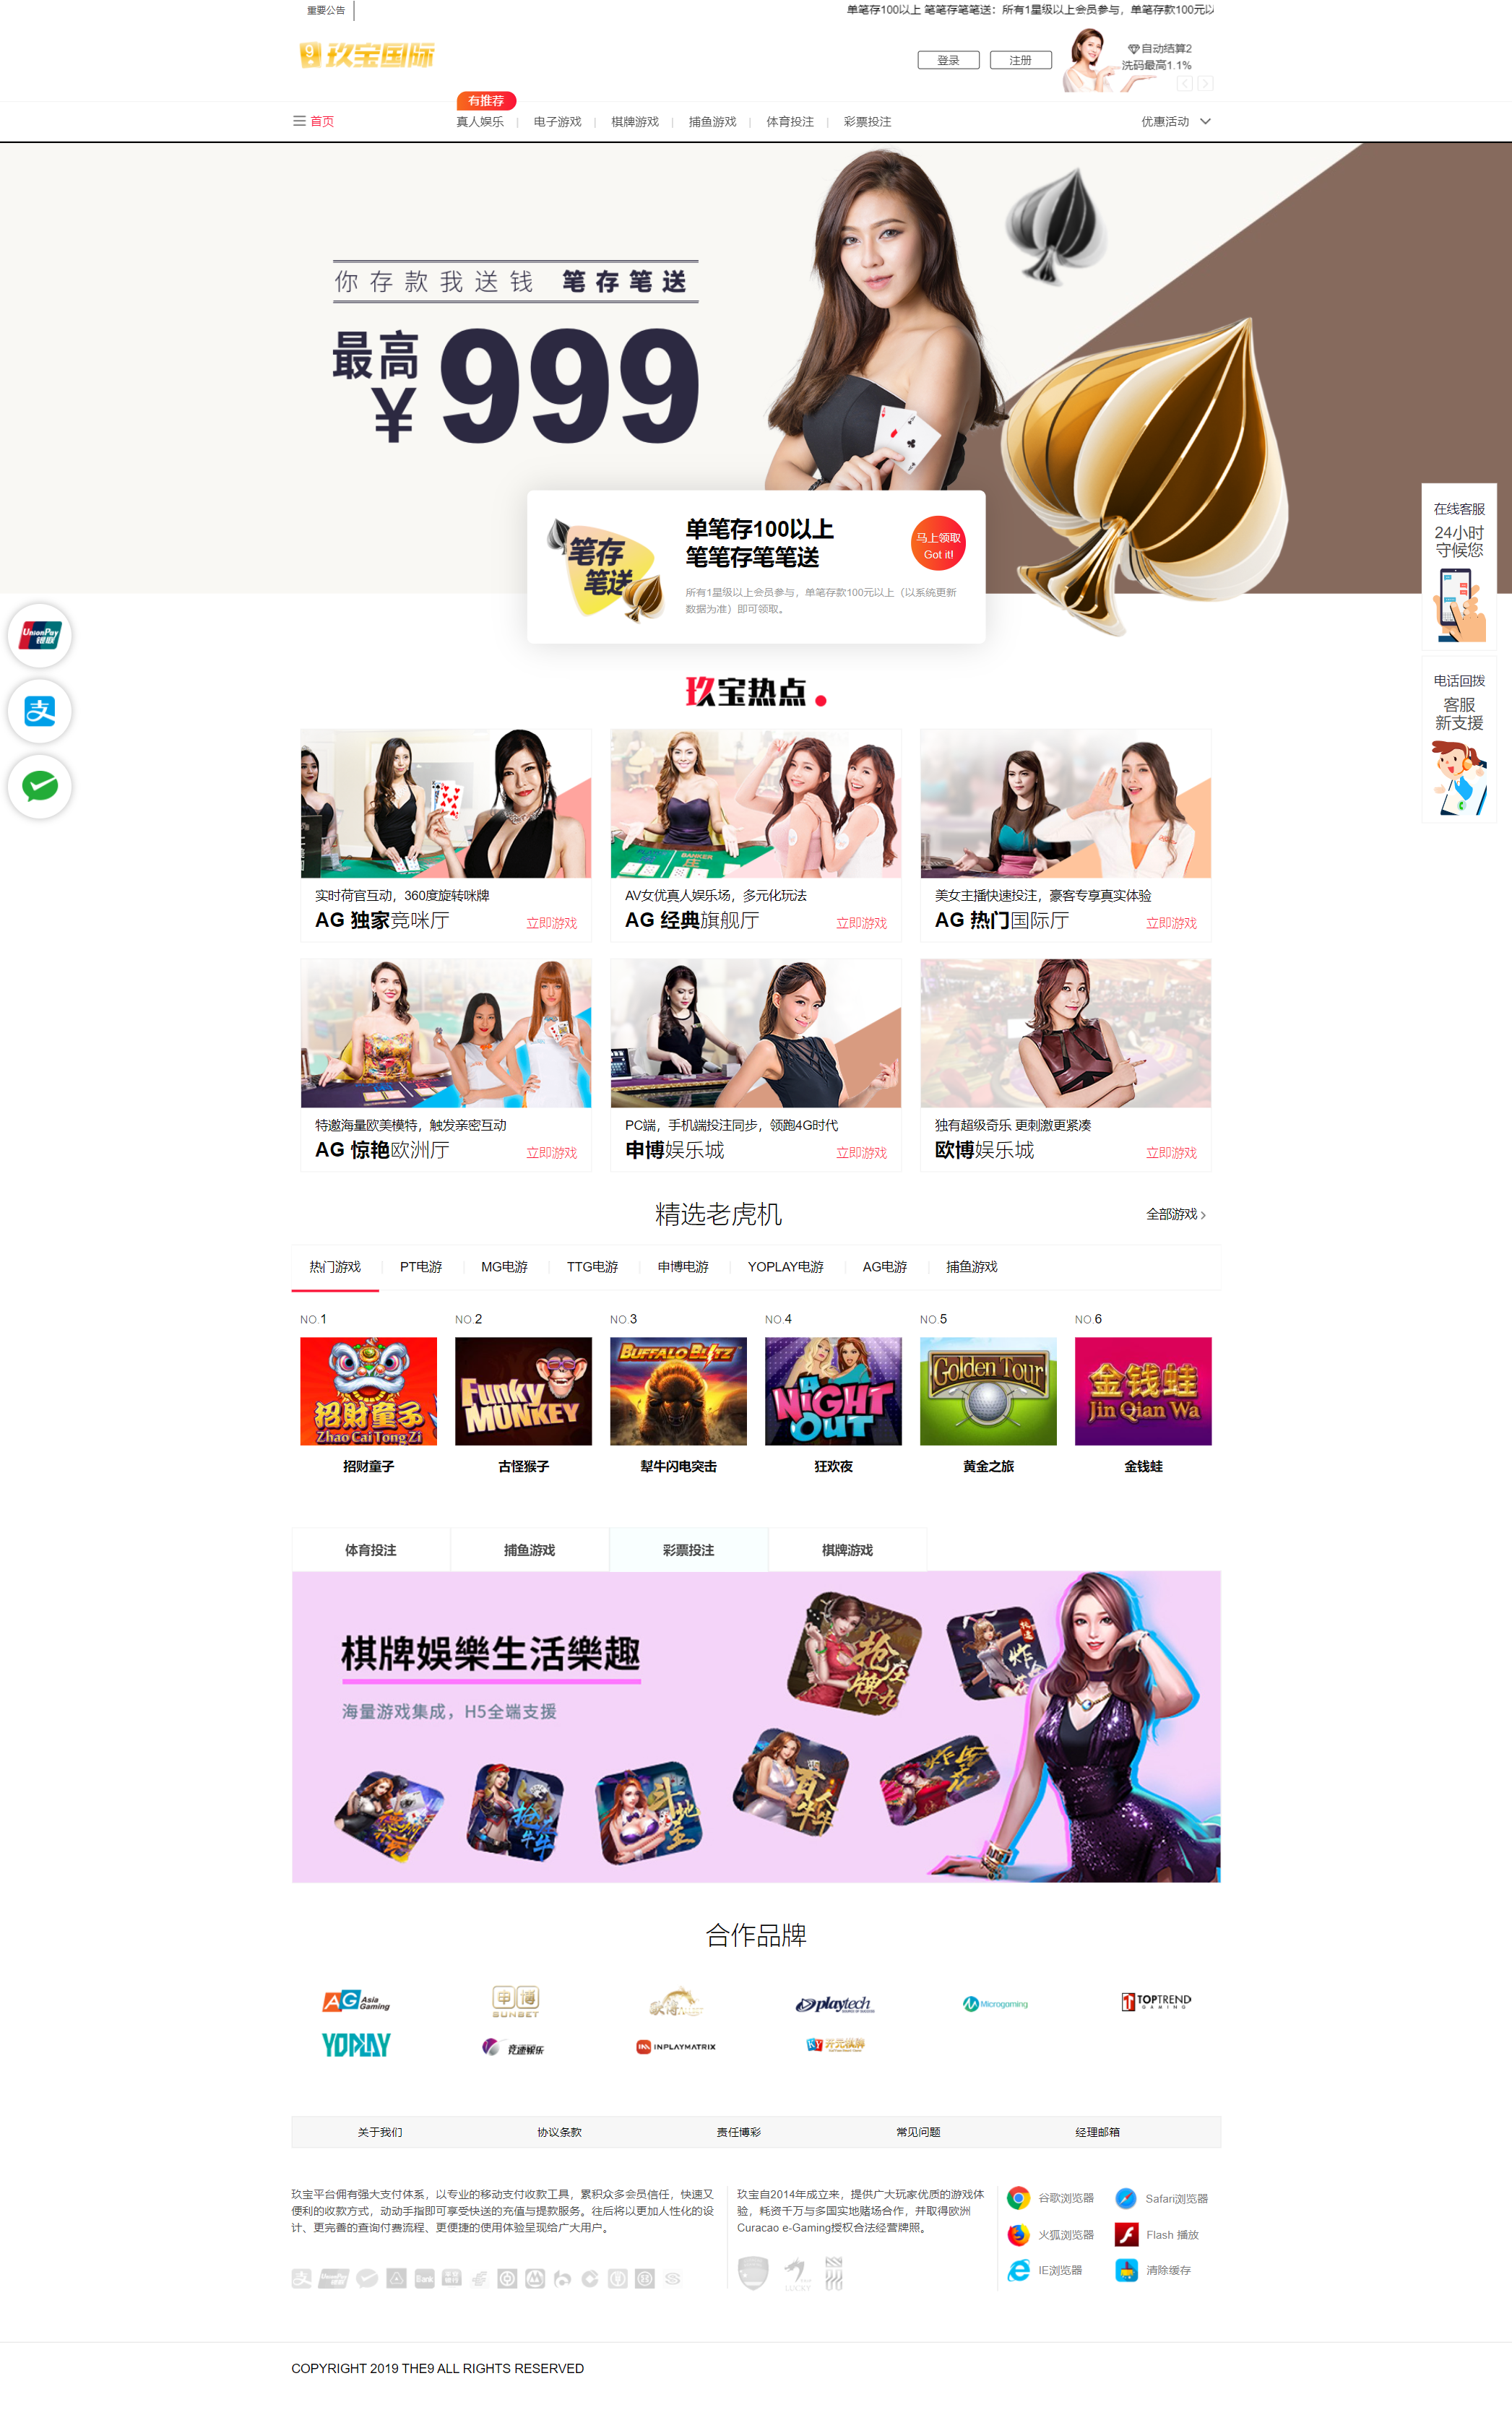 重要公告
单笔存100以上 笔笔存笔笔送：所有1星级以上会员参与，单笔存款100元以
9 玖宝国际
登录
注册
自动结算2
洗码最高1.1%
有推荐
首页
真人娱乐
电子游戏
棋牌游戏
捕鱼游戏
体育投注
彩票投注
优惠活动
你存款我送钱 笔存笔送
最高
¥
999
笔存
笔送
单笔存100以上
笔笔存笔笔送
马上领取
Got it!
所有1星级以上会员参与，单笔存款100元以上（以系统更新
数据为准）即可领取。
在线客服
24小时
守候您
电话回拨
客服
新支援
UnionPay
银联
支
玖宝热点
BANKER
庄
实时荷官互动，360度旋转咪牌
AG 独家竞咪厅
立即游戏
AV女优真人娱乐场，多元化玩法
AG 经典旗舰厅
立即游戏
美女主播快速投注，豪客专享真实体验
AG 热门国际厅
立即游戏
特邀海量欧美模特，触发亲密互动
AG 惊艳欧洲厅
立即游戏
PC端，手机端投注同步，领跑4G时代
申博娱乐城
立即游戏
独有超级奇乐 更刺激更紧凑
欧博娱乐城
立即游戏
精选老虎机
全部游戏
热门游戏
PT电游
MG电游
TTG电游
申博电游
YOPLAY电游
AG电游
捕鱼游戏
NO.1
NO.2
NO.3
NO.4
NO.5
NO.6
招财童子
Zhao Cai Tong Zi
Funky
MONKEY
BUFFALO BLITZ
A
NIGHT
OUT
Golden Tour
金钱蛙
Jin Qian Wa
招财童子
古怪猴子
犁牛闪电突击
狂欢夜
黄金之旅
金钱蛙
体育投注
捕鱼游戏
彩票投注
棋牌游戏
棋牌娛樂生活樂趣
海量游戏集成，H5全端支援
抢庄牌九
炸金花
百人牛牛
抢庄牛牛
斗地主
合作品牌
AG Asia
Gaming
申博
SUNBET
欧博
playtech
Microgaming
TOPTREND
GAMING
YOPLAY
竞速娱乐
IM INPLAYMATRIX
KY 开元棋牌
关于我们
协议条款
责任博彩
常见问题
经理邮箱
玖宝平台拥有强大支付体系，以专业的移动支付收款工具，累积众多会员信任，快速又
便利的收款方式，动动手指即可享受快送的充值与提款服务。往后将以更加人性化的设
计、更完善的查询付费流程、更便捷的使用体验呈现给广大用户。
玖宝自2014年成立来，提供广大玩家优质的游戏体
验，耗资千万与多国实地赌场合作，并取得欧洲
Curacao e-Gaming授权合法经营牌照。
LUCKY
谷歌浏览器
Safari浏览器
火狐浏览器
Flash 播放
IE浏览器
清除缓存
COPYRIGHT 2019 THE9 ALL RIGHTS RESERVED